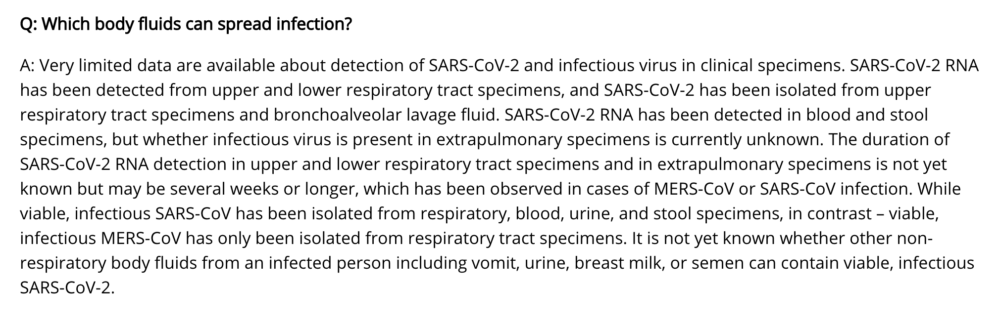 Q: Which body fluids can spread infection?
A: Very limited data are available about detection of SARS-CoV-2 and infectious virus in clinical specimens. SARS-CoV-2 RNA
has been detected from upper and lower respiratory tract specimens, and SARS-CoV-2 has been isolated from upper
respiratory tract specimens and bronchoalveolar lavage fluid. SARS-CoV-2 RNA has been detected in blood and stool
specimens, but whether infectious virus is present in extrapulmonary specimens is currently unknown. The duration of
SARS-CoV-2 RNA detection in upper and lower respiratory tract specimens and in extrapulmonary specimens is not yet
known but may be several weeks or longer, which has been observed in cases of MERS-CoV or SARS-CoV infection. While
viable, infectious SARS-CoV has been isolated from respiratory, blood, urine, and stool specimens, in contrast – viable,
infectious MERS-CoV has only been isolated from respiratory tract specimens. It is not yet known whether other non-
respiratory body fluids from an infected person including vomit, urine, breast milk, or semen can contain viable, infectious
SARS-CoV-2.